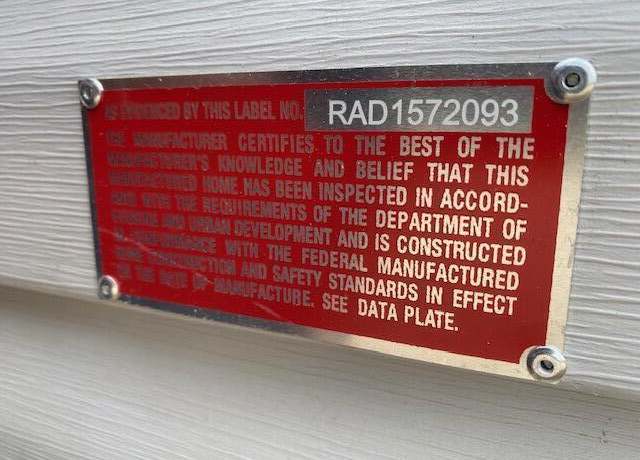 AS EVIDENCED BY THIS LABEL NO. RAD1572093
THE MANUFACTURER CERTIFIES TO THE BEST OF THE
MANUFACTURER'S KNOWLEDGE AND BELIEF THAT THIS
MANUFACTURED HOME HAS BEEN INSPECTED IN ACCORD-
ANCE WITH THE REQUIREMENTS OF THE DEPARTMENT OF
HOUSING AND URBAN DEVELOPMENT AND IS CONSTRUCTED
IN CONFORMANCE WITH THE FEDERAL MANUFACTURED
HOME CONSTRUCTION AND SAFETY STANDARDS IN EFFECT
ON THE DATE OF MANUFACTURE. SEE DATA PLATE.